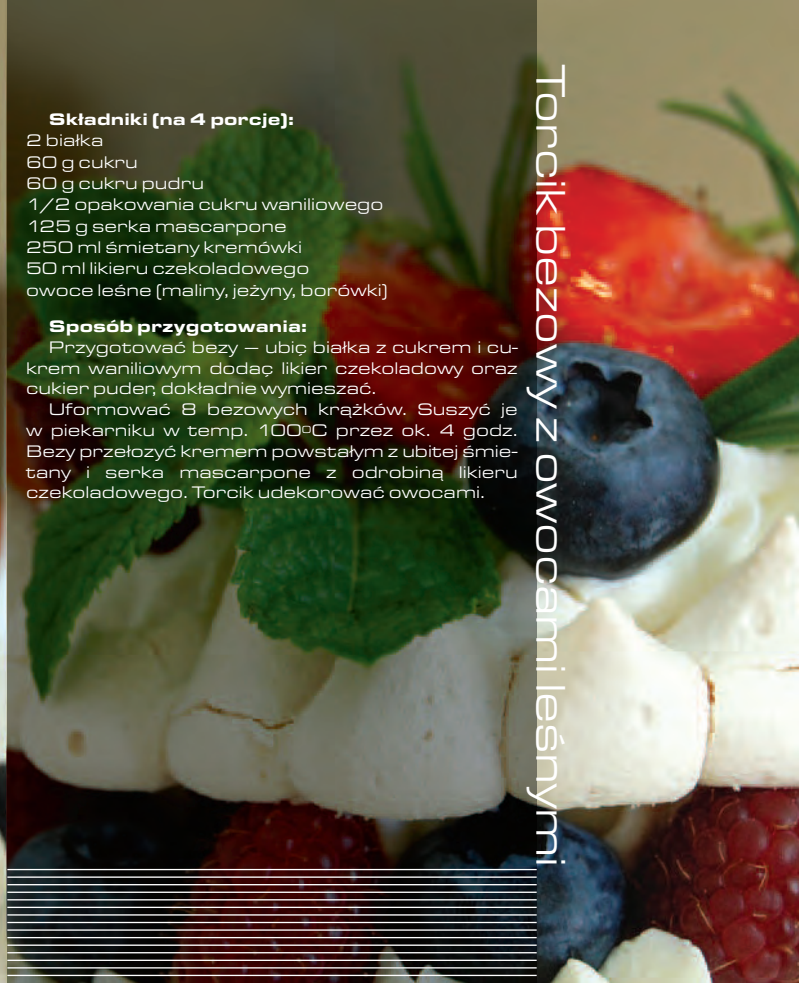 Torcik bezowy z owocami leśnymi
Składniki (na 4 porcje):
2 białka
60 g cukru
60 g cukru pudru
1/2 opakowania cukru waniliowego
125 g serka mascarpone
250 ml śmietany kremówki
50 ml likieru czekoladowego
owoce leśne (maliny, jeżyny, borówki)
Sposób przygotowania:
Przygotować bezy – ubiç białka z cukrem i cu-
krem waniliowym dodaç likier czekoladowy oraz
cukier puder, dokładnie wymieszać.
Uformować 8 bezowych krążków. Suszyć je
w piekarniku w temp. 100ºC przez ok. 4 godz.
Bezy przełożyć kremem powstałym z ubitej śmie-
tany i serka mascarpone z odrobiną likieru
czekoladowego. Torcik udekorować owocami.